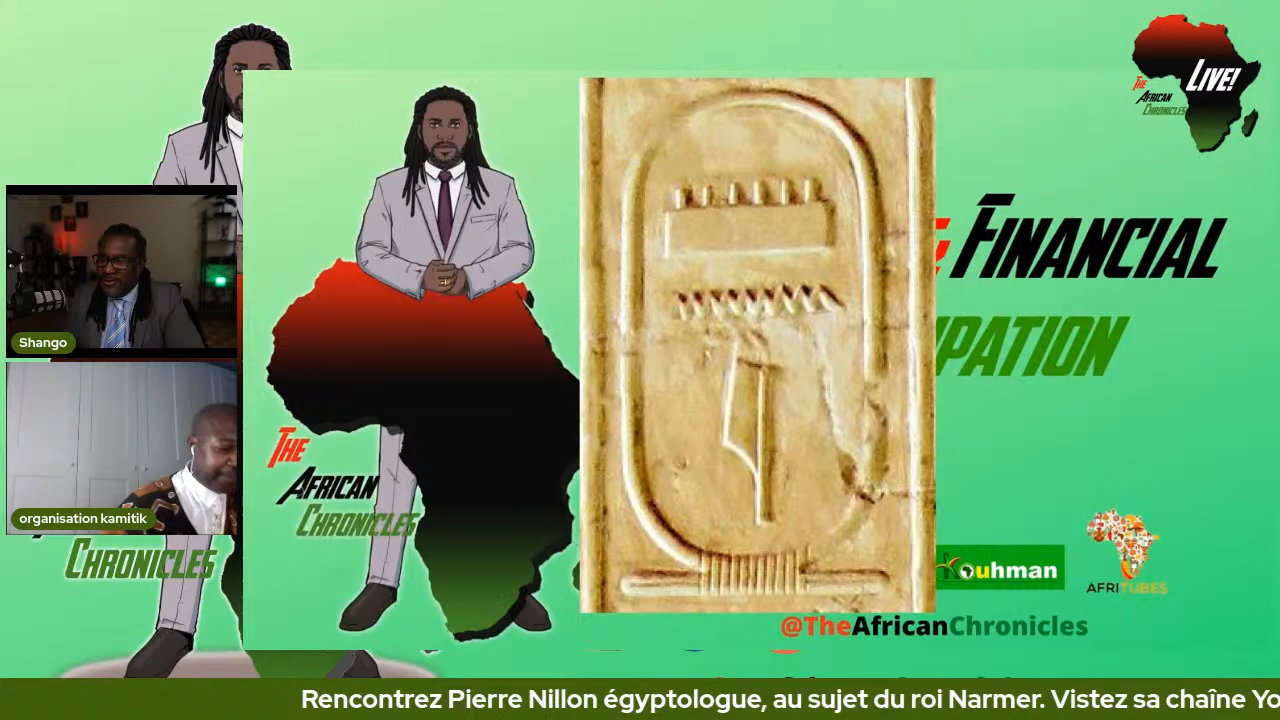 LIVE!
THE
AFRICAN
CHRONICLES
Shango
organisation kamitik
CHRONICLES
THE
AFRICAN
CHRONICLES
FINANCIAL
PATION
Kouhman
AFRITUBES
@TheAfricanChronicles
Rencontrez Pierre Nillon égyptologue, au sujet du roi Narmer. Vistez sa chaîne Yo